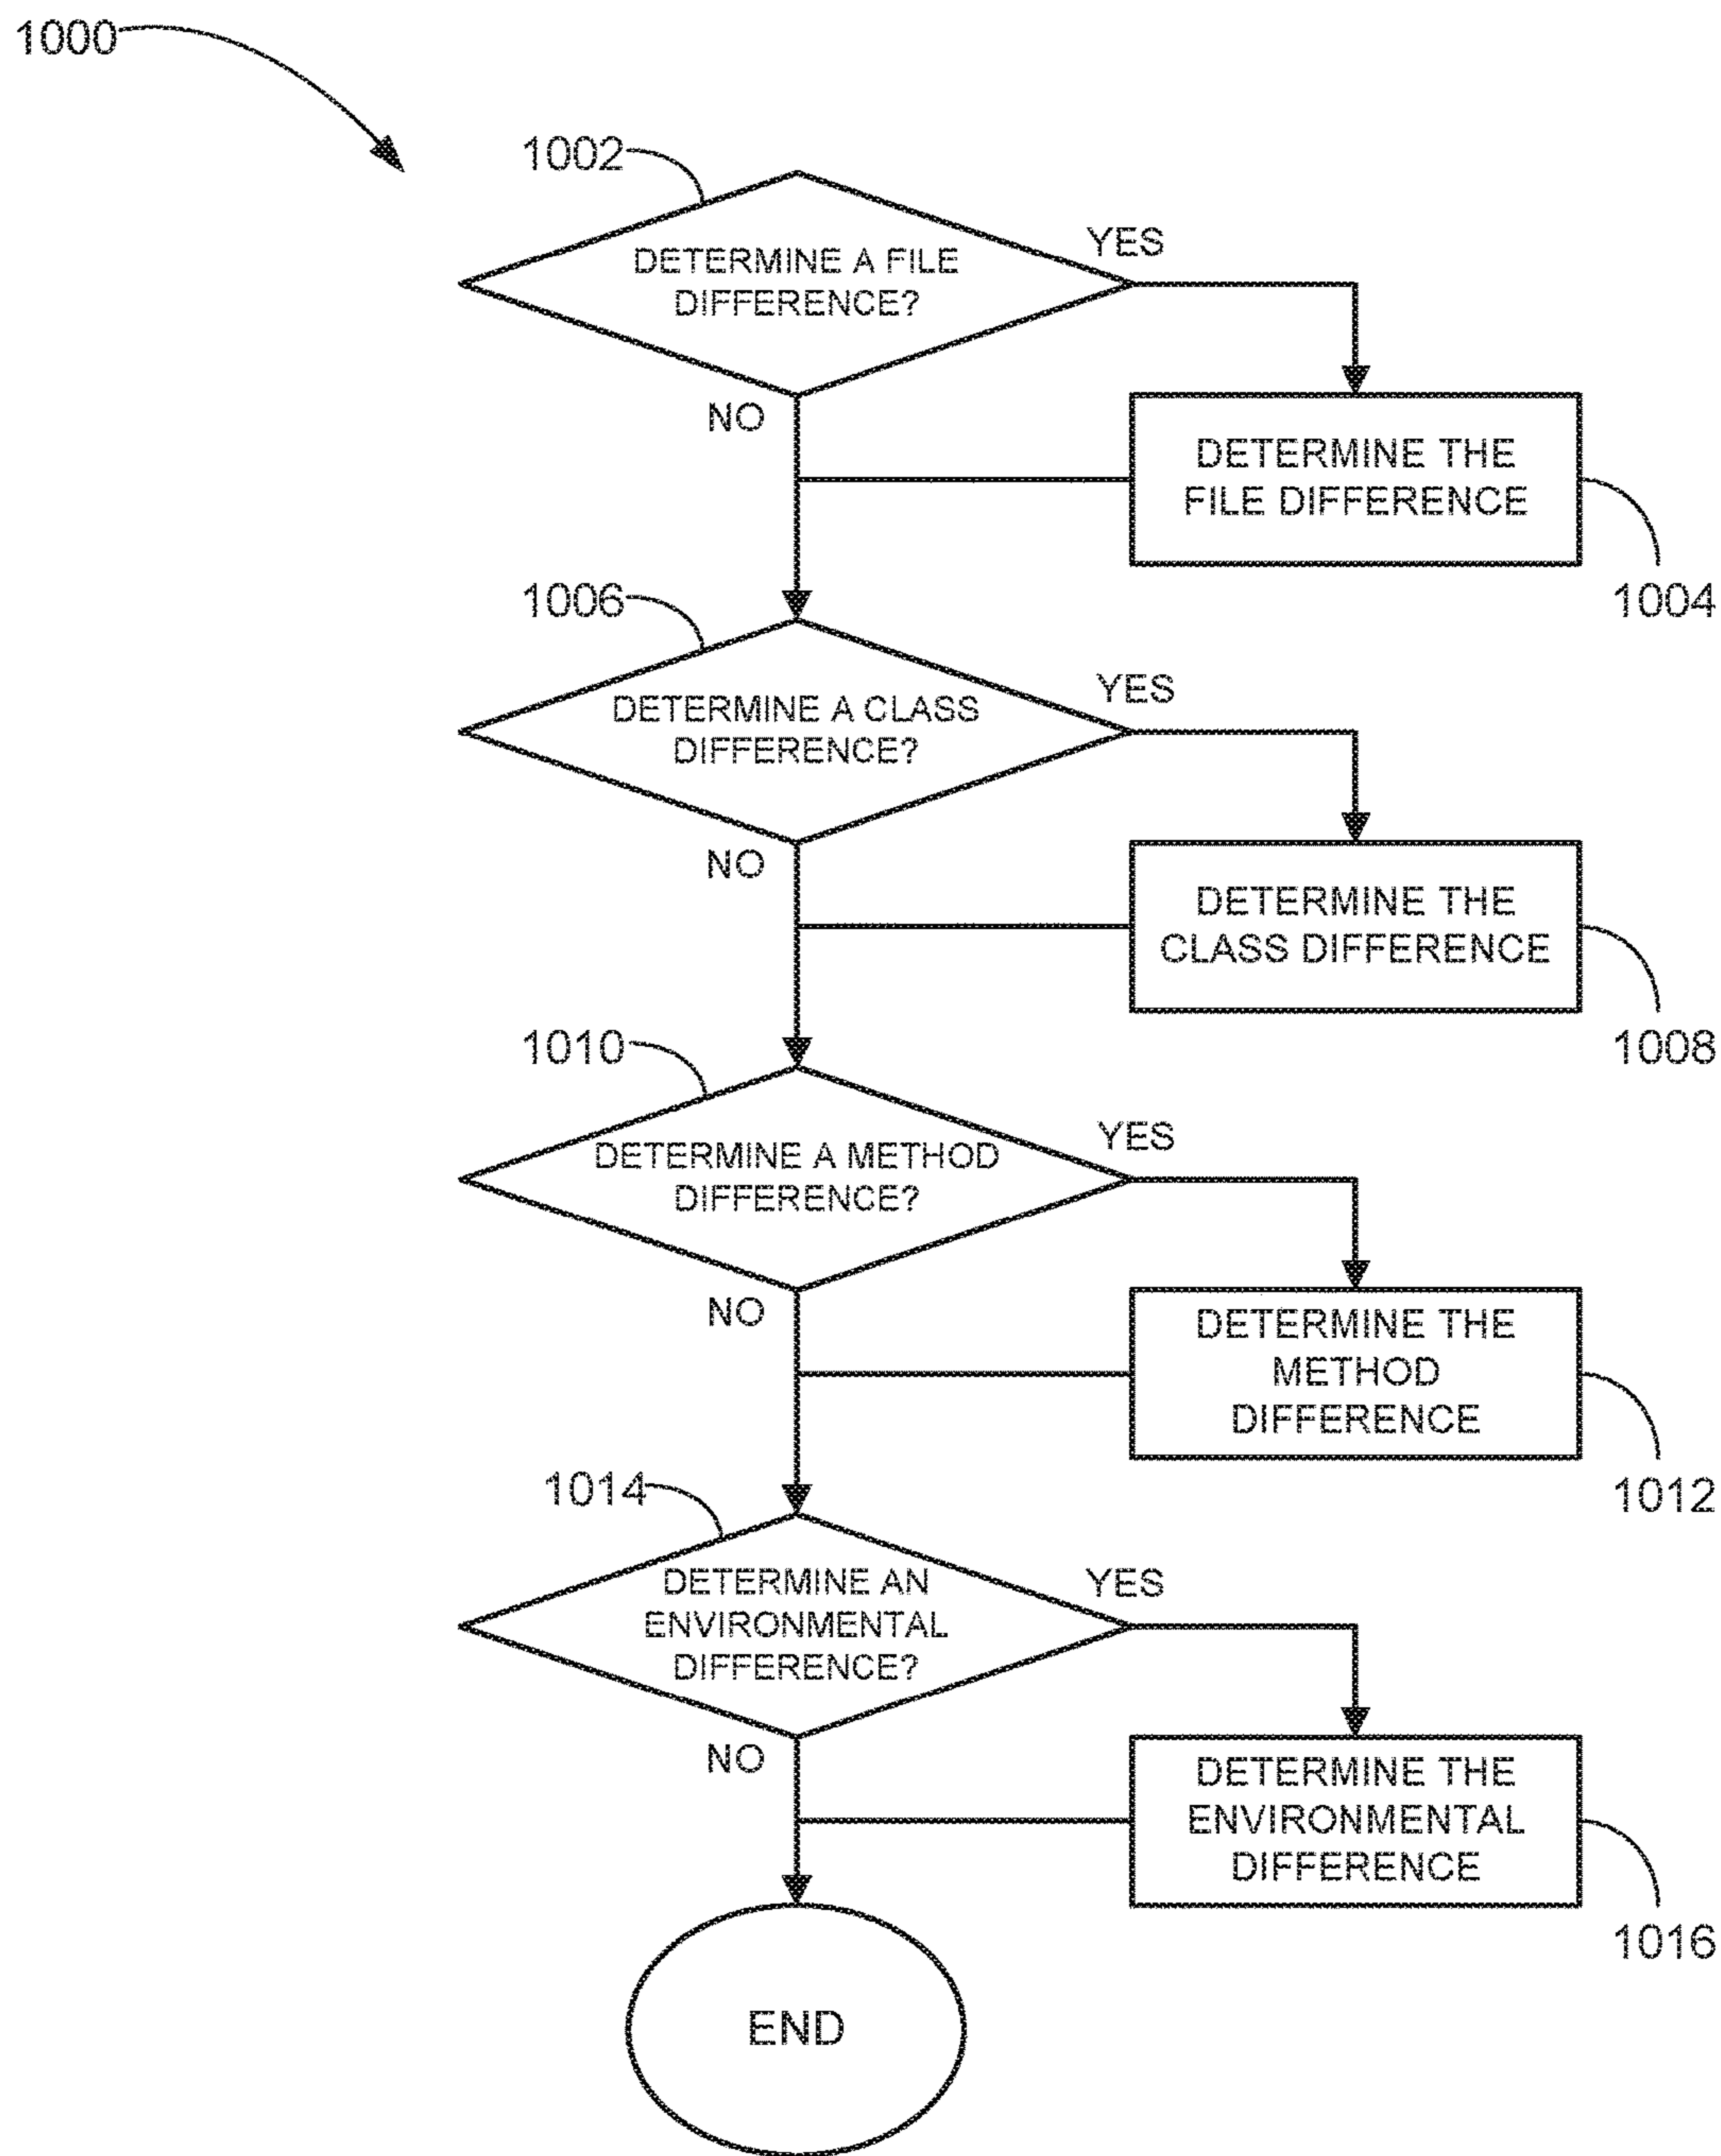 1000
1002
DETERMINE A FILE
DIFFERENCE?
YES
NO
DETERMINE THE
FILE DIFFERENCE
1004
1006
DETERMINE A CLASS
DIFFERENCE?
YES
NO
DETERMINE THE
CLASS DIFFERENCE
1008
1010
DETERMINE A METHOD
DIFFERENCE?
YES
NO
DETERMINE THE
METHOD
DIFFERENCE
1012
1014
DETERMINE AN
ENVIRONMENTAL
DIFFERENCE?
YES
NO
DETERMINE THE
ENVIRONMENTAL
DIFFERENCE
1016
END